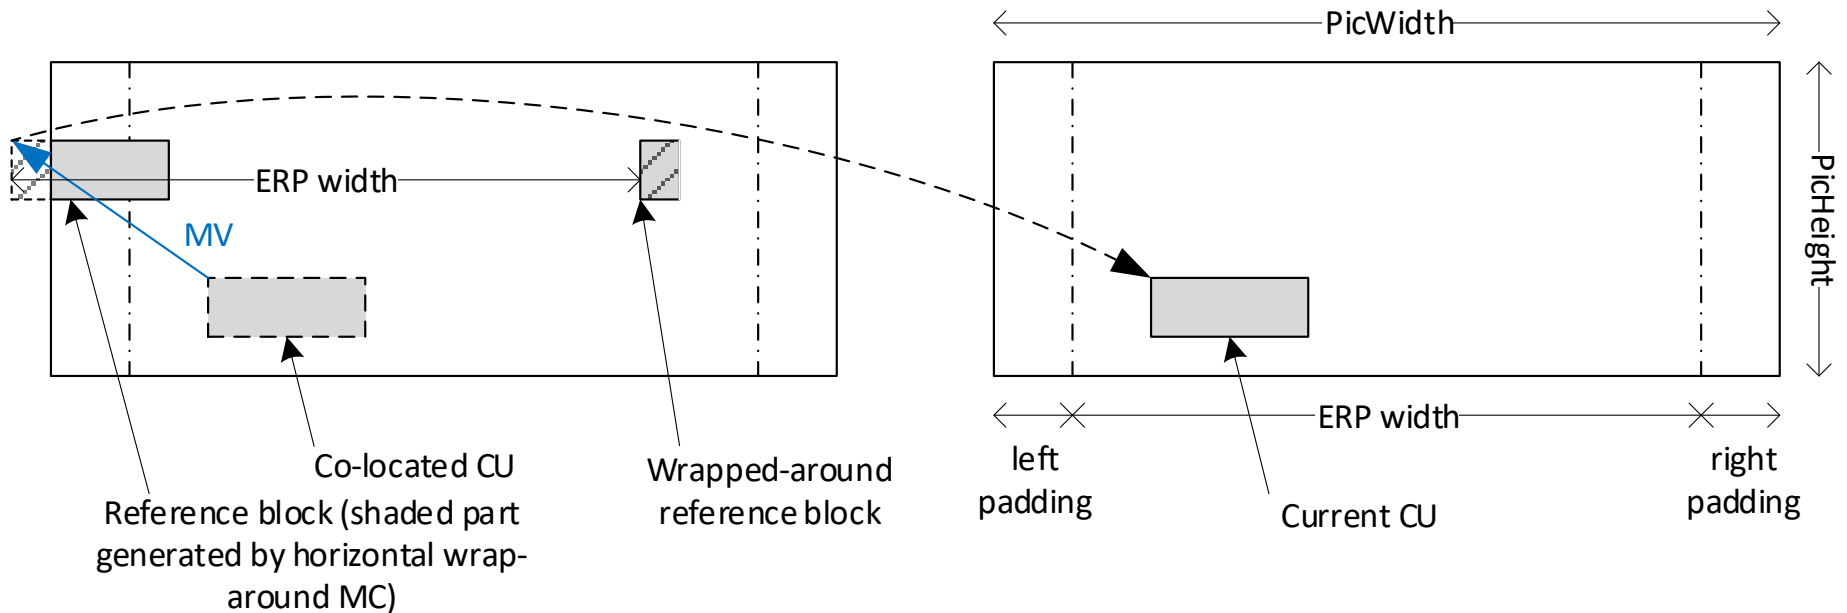 PicWidth
ERP width
PicHeight
MV
ERP width
left
padding
right
padding
Co-located CU
Wrapped-around
reference block
Reference block (shaded part
generated by horizontal wrap-
around MC)
Current CU